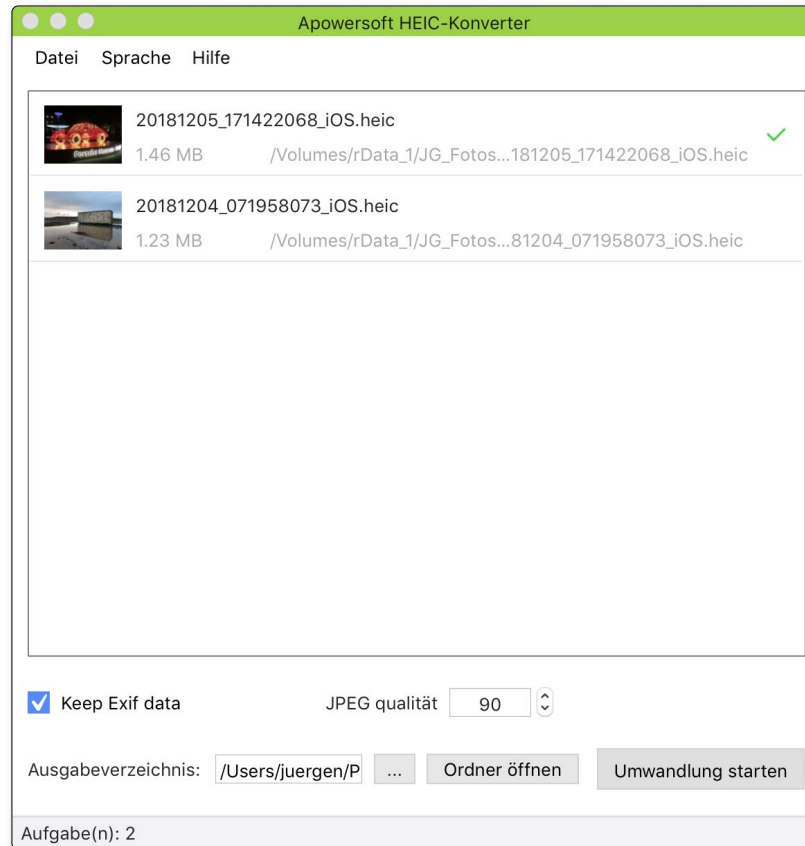 Apowersoft HEIC-Konverter
Datei Sprache Hilfe
20181205_171422068_iOS.heic
1.46 MB /Volumes/rData_1/JG_Fotos...181205_171422068_iOS.heic
20181204_071958073_iOS.heic
1.23 MB /Volumes/rData_1/JG_Fotos...81204_071958073_iOS.heic
Keep Exif data JPEG qualität 90
Ausgabeverzeichnis: /Users/juergen/P ... Ordner öffnen Umwandlung starten
Aufgabe(n): 2